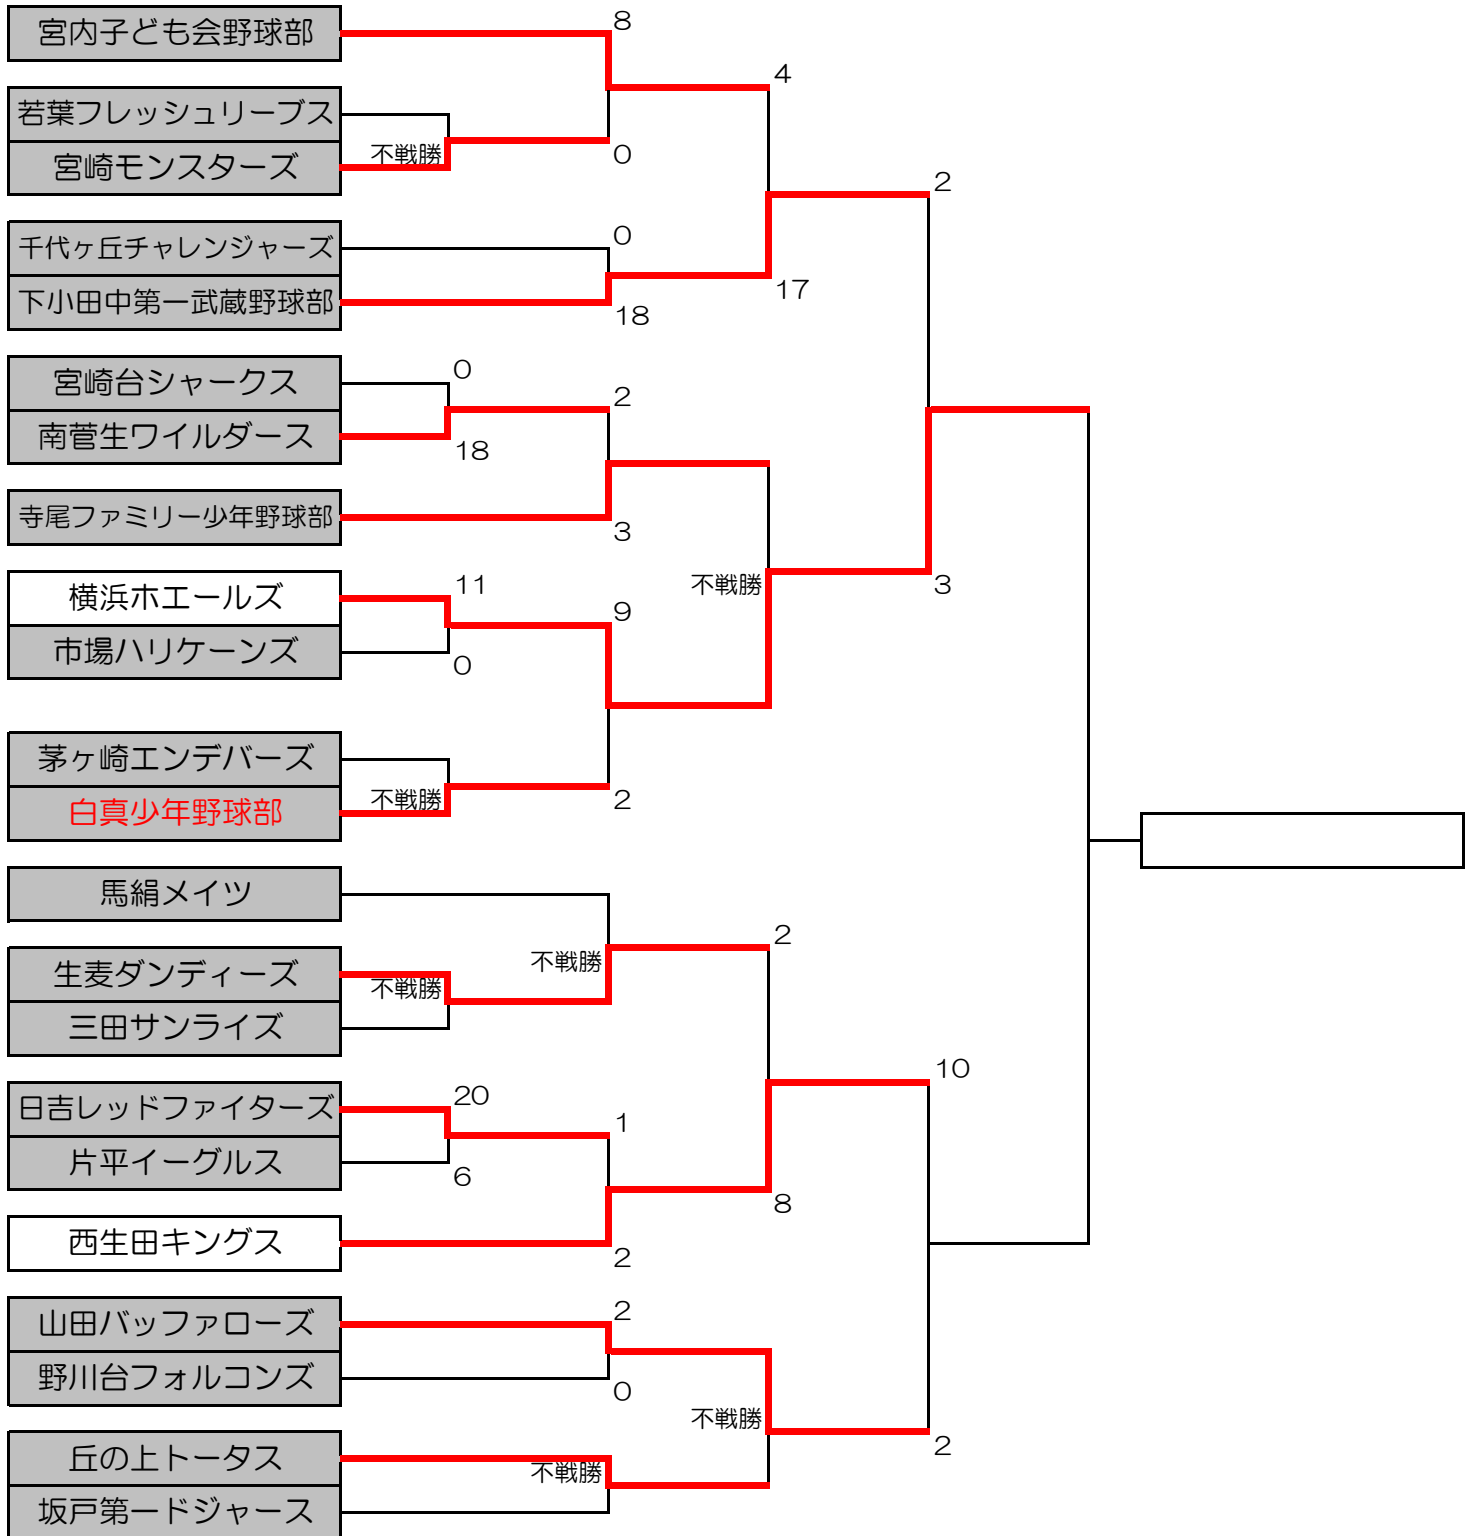 宮内子ども会野球部
8
4
若葉フレッシュリーブス
宮崎モンスターズ
不戦勝
0
2
千代ヶ丘チャレンジャーズ
0
下小田中第一武蔵野球部
18
17
宮崎台シャークス
0
2
南菅生ワイルダース
18
寺尾ファミリー少年野球部
3
横浜ホエールズ
11
9
不戦勝
3
市場ハリケーンズ
0
茅ヶ崎エンデバーズ
白真少年野球部
不戦勝
2
馬絹メイツ
2
生麦ダンディーズ
不戦勝
不戦勝
三田サンライズ
10
日吉レッドファイターズ
20
1
片平イーグルス
6
8
西生田キングス
2
山田バッファローズ
2
野川台フォルコンズ
0
不戦勝
2
丘の上トータス
不戦勝
坂戸第一ドジャース